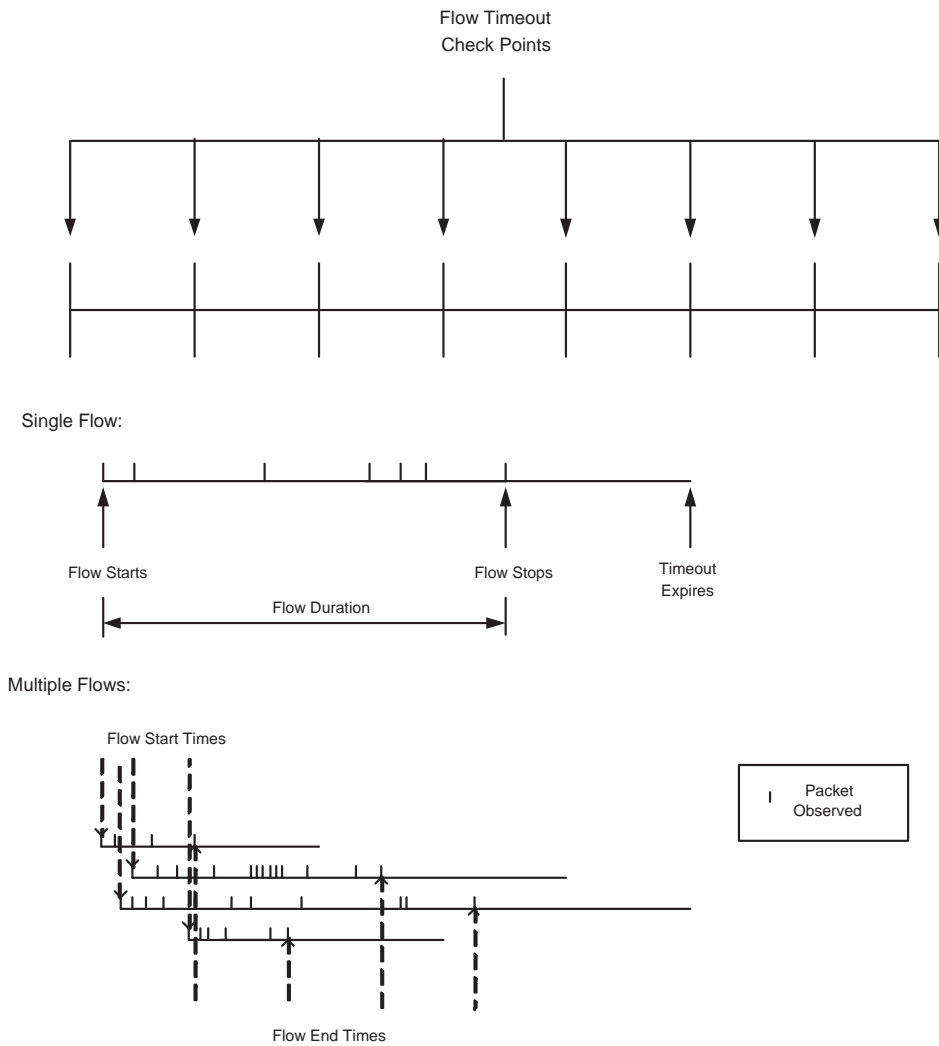 Flow Timeout
Check Points
Single Flow:
Flow Starts
Flow Stops
Timeout
Expires
Flow Duration
Multiple Flows:
Flow Start Times
Packet
Observed
Flow End Times